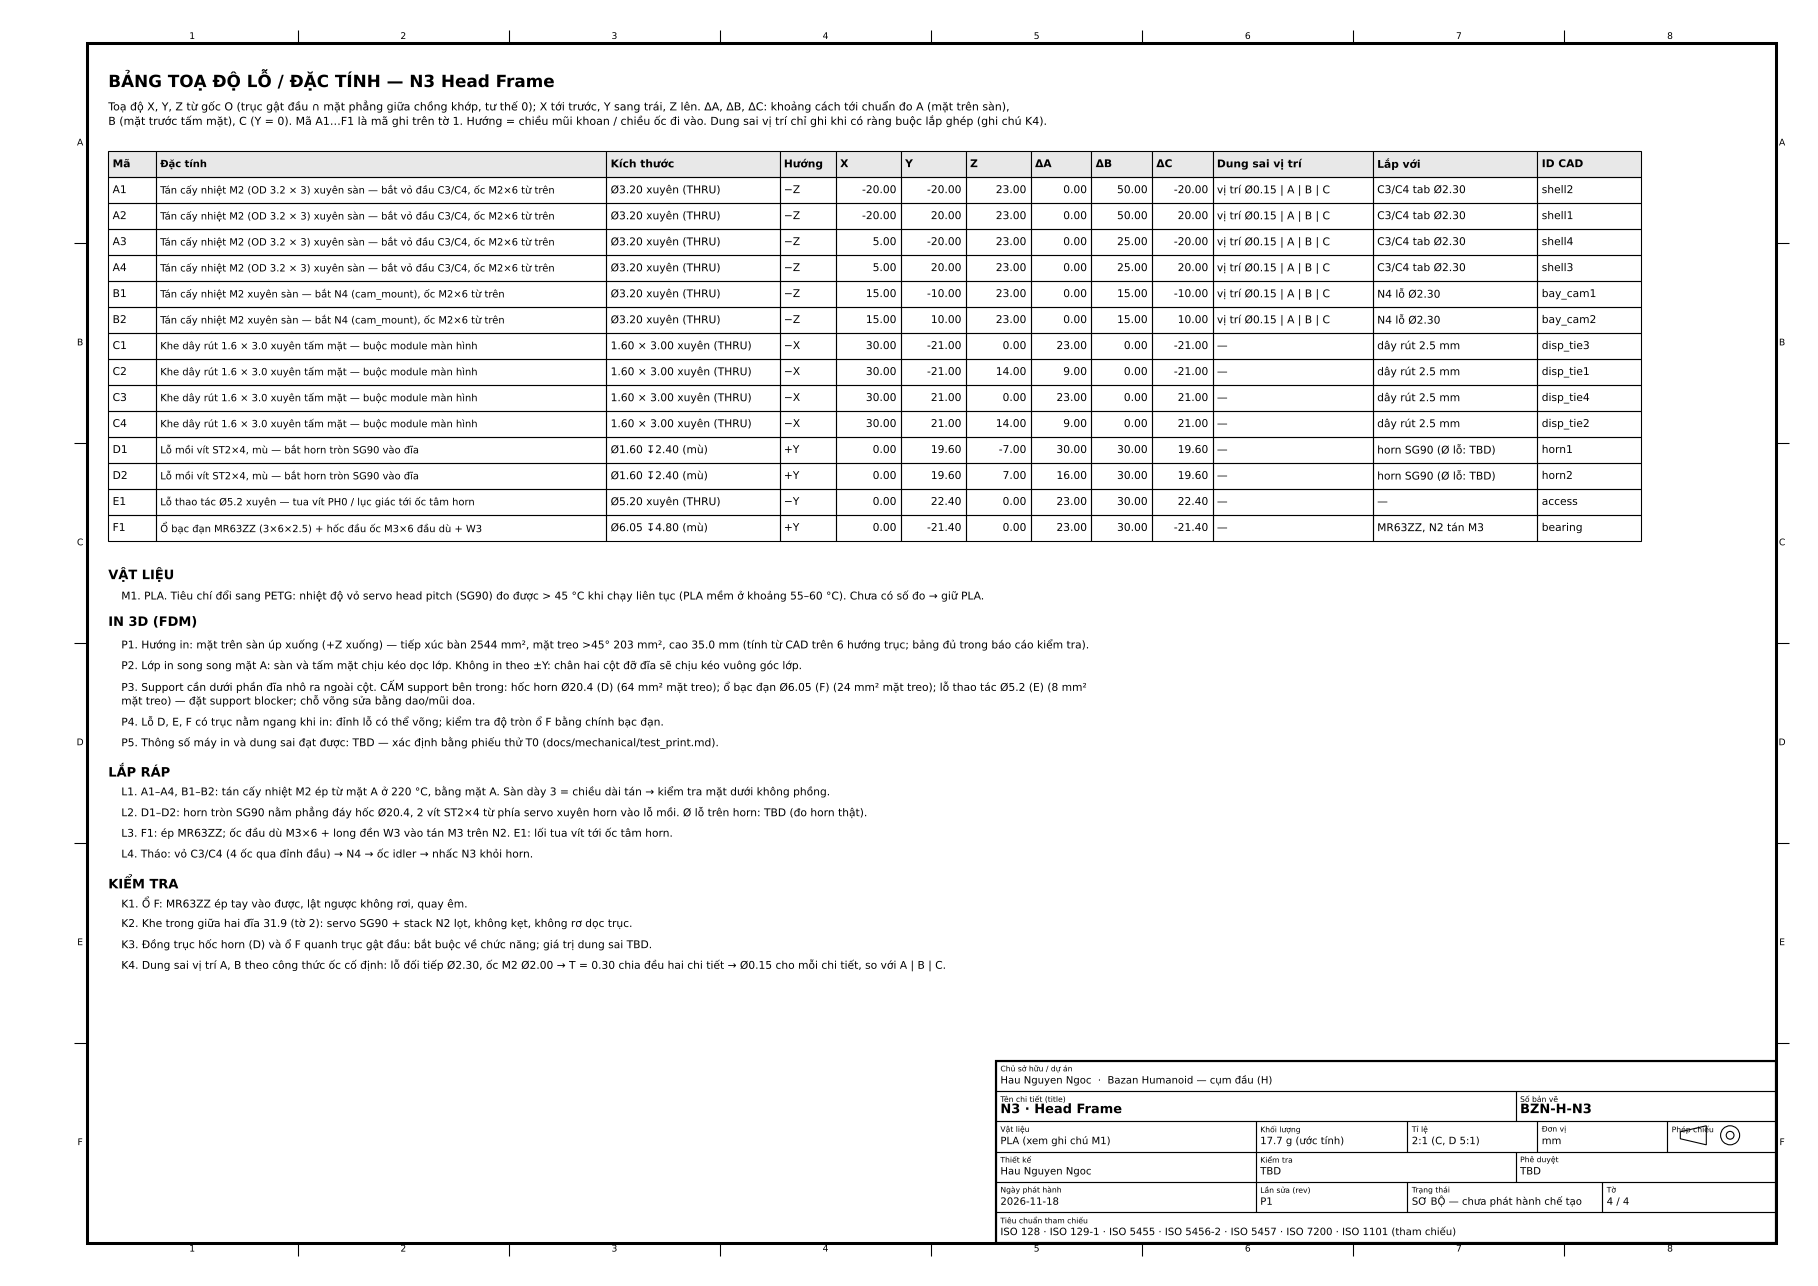 1 2 3 4 5 6 7 8
BẢNG TOẠ ĐỘ LỖ / ĐẶC TÍNH — N3 Head Frame
Toạ độ X, Y, Z từ gốc O (trục gật đầu ∩ mặt phẳng giữa chồng khớp, tư thế 0); X tới trước, Y sang trái, Z lên. ΔA, ΔB, ΔC: khoảng cách tới chuẩn đo A (mặt trên sàn),
B (mặt trước tấm mặt), C (Y = 0). Mã A1…F1 là mã ghi trên tờ 1. Hướng = chiều mũi khoan / chiều ốc đi vào. Dung sai vị trí chỉ ghi khi có ràng buộc lắp ghép (ghi chú K4).
A A
Mã Đặc tính Kích thước Hướng X Y Z ΔA ΔB ΔC Dung sai vị trí Lắp với ID CAD
A1 Tán cấy nhiệt M2 (OD 3.2 × 3) xuyên sàn — bắt vỏ đầu C3/C4, ốc M2×6 từ trên Ø3.20 xuyên (THRU) −Z -20.00 -20.00 23.00 0.00 50.00 -20.00 vị trí Ø0.15 | A | B | C C3/C4 tab Ø2.30 shell2
A2 Tán cấy nhiệt M2 (OD 3.2 × 3) xuyên sàn — bắt vỏ đầu C3/C4, ốc M2×6 từ trên Ø3.20 xuyên (THRU) −Z -20.00 20.00 23.00 0.00 50.00 20.00 vị trí Ø0.15 | A | B | C C3/C4 tab Ø2.30 shell1
A3 Tán cấy nhiệt M2 (OD 3.2 × 3) xuyên sàn — bắt vỏ đầu C3/C4, ốc M2×6 từ trên Ø3.20 xuyên (THRU) −Z 5.00 -20.00 23.00 0.00 25.00 -20.00 vị trí Ø0.15 | A | B | C C3/C4 tab Ø2.30 shell4
A4 Tán cấy nhiệt M2 (OD 3.2 × 3) xuyên sàn — bắt vỏ đầu C3/C4, ốc M2×6 từ trên Ø3.20 xuyên (THRU) −Z 5.00 20.00 23.00 0.00 25.00 20.00 vị trí Ø0.15 | A | B | C C3/C4 tab Ø2.30 shell3
B1 Tán cấy nhiệt M2 xuyên sàn — bắt N4 (cam_mount), ốc M2×6 từ trên Ø3.20 xuyên (THRU) −Z 15.00 -10.00 23.00 0.00 15.00 -10.00 vị trí Ø0.15 | A | B | C N4 lỗ Ø2.30 bay_cam1
B2 Tán cấy nhiệt M2 xuyên sàn — bắt N4 (cam_mount), ốc M2×6 từ trên Ø3.20 xuyên (THRU) −Z 15.00 10.00 23.00 0.00 15.00 10.00 vị trí Ø0.15 | A | B | C N4 lỗ Ø2.30 bay_cam2
B B
C1 Khe dây rút 1.6 × 3.0 xuyên tấm mặt — buộc module màn hình 1.60 × 3.00 xuyên (THRU) −X 30.00 -21.00 0.00 23.00 0.00 -21.00 — dây rút 2.5 mm disp_tie3
C2 Khe dây rút 1.6 × 3.0 xuyên tấm mặt — buộc module màn hình 1.60 × 3.00 xuyên (THRU) −X 30.00 -21.00 14.00 9.00 0.00 -21.00 — dây rút 2.5 mm disp_tie1
C3 Khe dây rút 1.6 × 3.0 xuyên tấm mặt — buộc module màn hình 1.60 × 3.00 xuyên (THRU) −X 30.00 21.00 0.00 23.00 0.00 21.00 — dây rút 2.5 mm disp_tie4
C4 Khe dây rút 1.6 × 3.0 xuyên tấm mặt — buộc module màn hình 1.60 × 3.00 xuyên (THRU) −X 30.00 21.00 14.00 9.00 0.00 21.00 — dây rút 2.5 mm disp_tie2
D1 Lỗ mồi vít ST2×4, mù — bắt horn tròn SG90 vào đĩa Ø1.60 ↧2.40 (mù) +Y 0.00 19.60 -7.00 30.00 30.00 19.60 — horn SG90 (Ø lỗ: TBD) horn1
D2 Lỗ mồi vít ST2×4, mù — bắt horn tròn SG90 vào đĩa Ø1.60 ↧2.40 (mù) +Y 0.00 19.60 7.00 16.00 30.00 19.60 — horn SG90 (Ø lỗ: TBD) horn2
E1 Lỗ thao tác Ø5.2 xuyên — tua vít PH0 / lục giác tới ốc tâm horn Ø5.20 xuyên (THRU) −Y 0.00 22.40 0.00 23.00 30.00 22.40 — — access
F1 Ổ bạc đạn MR63ZZ (3×6×2.5) + hốc đầu ốc M3×6 đầu dù + W3 Ø6.05 ↧4.80 (mù) +Y 0.00 -21.40 0.00 23.00 30.00 -21.40 — MR63ZZ, N2 tán M3 bearing
C C
VẬT LIỆU
M1. PLA. Tiêu chí đổi sang PETG: nhiệt độ vỏ servo head pitch (SG90) đo được > 45 °C khi chạy liên tục (PLA mềm ở khoảng 55–60 °C). Chưa có số đo → giữ PLA.
IN 3D (FDM)
P1. Hướng in: mặt trên sàn úp xuống (+Z xuống) — tiếp xúc bàn 2544 mm², mặt treo >45° 203 mm², cao 35.0 mm (tính từ CAD trên 6 hướng trục; bảng đủ trong báo cáo kiểm tra).
P2. Lớp in song song mặt A: sàn và tấm mặt chịu kéo dọc lớp. Không in theo ±Y: chân hai cột đỡ đĩa sẽ chịu kéo vuông góc lớp.
P3. Support cần dưới phần đĩa nhô ra ngoài cột. CẤM support bên trong: hốc horn Ø20.4 (D) (64 mm² mặt treo); ổ bạc đạn Ø6.05 (F) (24 mm² mặt treo); lỗ thao tác Ø5.2 (E) (8 mm²
mặt treo) — đặt support blocker; chỗ võng sửa bằng dao/mũi doa.
P4. Lỗ D, E, F có trục nằm ngang khi in: đỉnh lỗ có thể võng; kiểm tra độ tròn ổ F bằng chính bạc đạn.
P5. Thông số máy in và dung sai đạt được: TBD — xác định bằng phiếu thử T0 (docs/mechanical/test_print.md).
D D
LẮP RÁP
L1. A1–A4, B1–B2: tán cấy nhiệt M2 ép từ mặt A ở 220 °C, bằng mặt A. Sàn dày 3 = chiều dài tán → kiểm tra mặt dưới không phồng.
L2. D1–D2: horn tròn SG90 nằm phẳng đáy hốc Ø20.4, 2 vít ST2×4 từ phía servo xuyên horn vào lỗ mồi. Ø lỗ trên horn: TBD (đo horn thật).
L3. F1: ép MR63ZZ; ốc đầu dù M3×6 + long đền W3 vào tán M3 trên N2. E1: lối tua vít tới ốc tâm horn.
L4. Tháo: vỏ C3/C4 (4 ốc qua đỉnh đầu) → N4 → ốc idler → nhấc N3 khỏi horn.
KIỂM TRA
K1. Ổ F: MR63ZZ ép tay vào được, lật ngược không rơi, quay êm.
K2. Khe trong giữa hai đĩa 31.9 (tờ 2): servo SG90 + stack N2 lọt, không kẹt, không rơ dọc trục.
E E
K3. Đồng trục hốc horn (D) và ổ F quanh trục gật đầu: bắt buộc về chức năng; giá trị dung sai TBD.
K4. Dung sai vị trí A, B theo công thức ốc cố định: lỗ đối tiếp Ø2.30, ốc M2 Ø2.00 → T = 0.30 chia đều hai chi tiết → Ø0.15 cho mỗi chi tiết, so với A | B | C.
Chủ sở hữu / dự án
Hau Nguyen Ngoc · Bazan Humanoid — cụm đầu (H)
Tên chi tiết (title) Số bản vẽ
N3 · Head Frame BZN-H-N3
Vật liệu Khối lượng Tỉ lệ Đơn vị Phép chiếu
PLA (xem ghi chú M1) 17.7 g (ước tính) 2:1 (C, D 5:1) mm
F F
Thiết kế Kiểm tra Phê duyệt
Hau Nguyen Ngoc TBD TBD
Ngày phát hành Lần sửa (rev) Trạng thái Tờ
2026-11-18 P1 SƠ BỘ — chưa phát hành chế tạo 4 / 4
Tiêu chuẩn tham chiếu
ISO 128 · ISO 129-1 · ISO 5455 · ISO 5456-2 · ISO 5457 · ISO 7200 · ISO 1101 (tham chiếu)
1 2 3 4 5 6 7 8